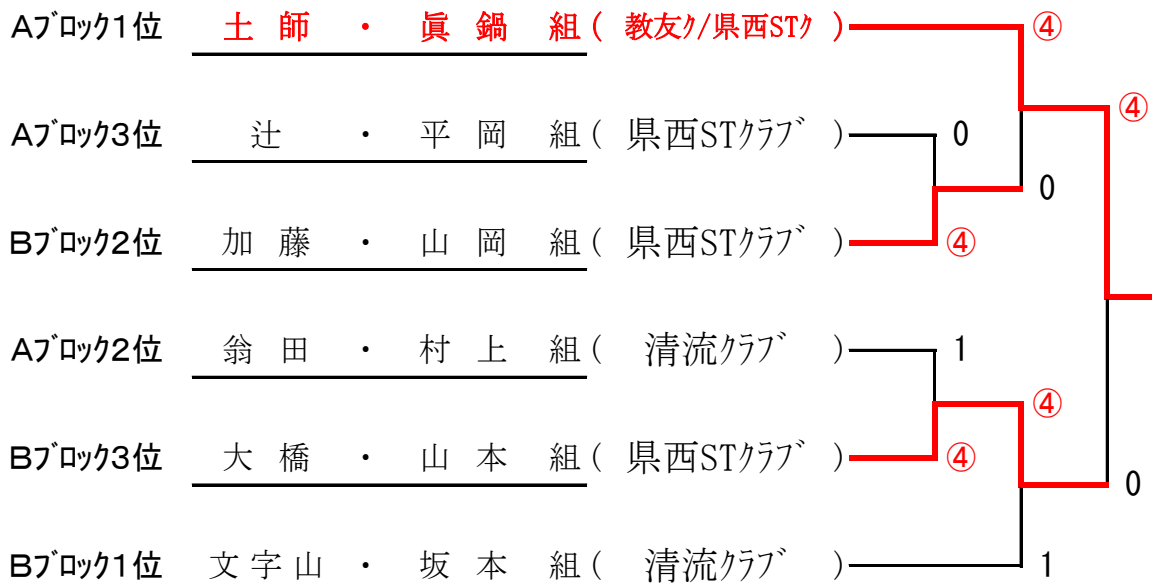 Aﾌﾞﾛｯｸ1位 土師 ・ 眞鍋 組( 教友ｸ/県西STｸ ) ④
④
Aﾌﾞﾛｯｸ3位 辻 ・ 平岡 組( 県西STｸﾗﾌﾞ ) 0
0
Bﾌﾞﾛｯｸ2位 加藤 ・ 山岡 組( 県西STｸﾗﾌﾞ ) ④
Aﾌﾞﾛｯｸ2位 翁田 ・ 村上 組( 清流ｸﾗﾌﾞ ) 1
④
Bﾌﾞﾛｯｸ3位 大橋 ・ 山本 組( 県西STｸﾗﾌﾞ ) ④
0
Bﾌﾞﾛｯｸ1位 文字山 ・ 坂本 組( 清流ｸﾗﾌﾞ ) 1